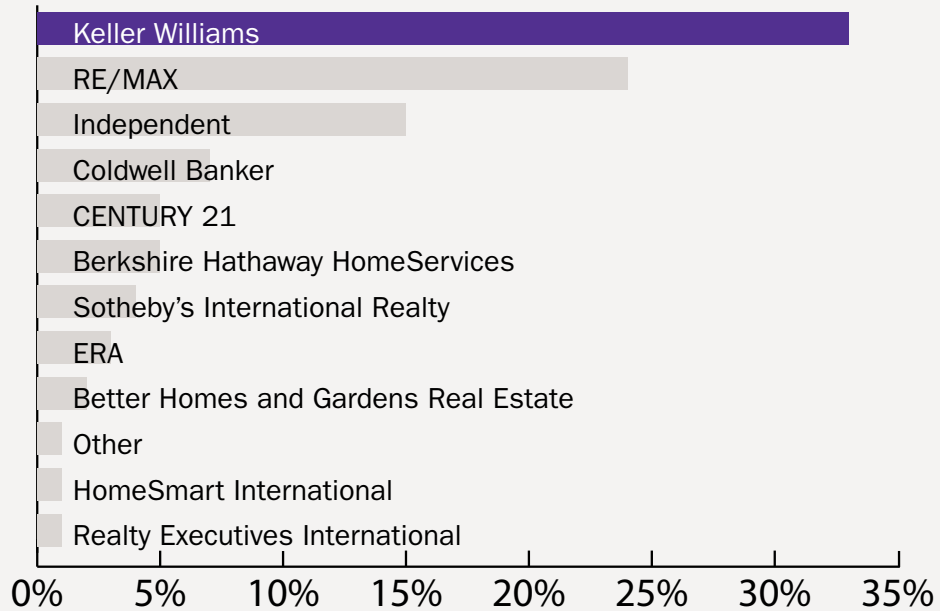 Keller Williams
RE/MAX
Independent
Coldwell Banker
CENTURY 21
Berkshire Hathaway HomeServices
Sotheby’s International Realty
ERA
Better Homes and Gardens Real Estate
Other
HomeSmart International
Realty Executives International
0% 5% 10% 15% 20% 25% 30% 35%